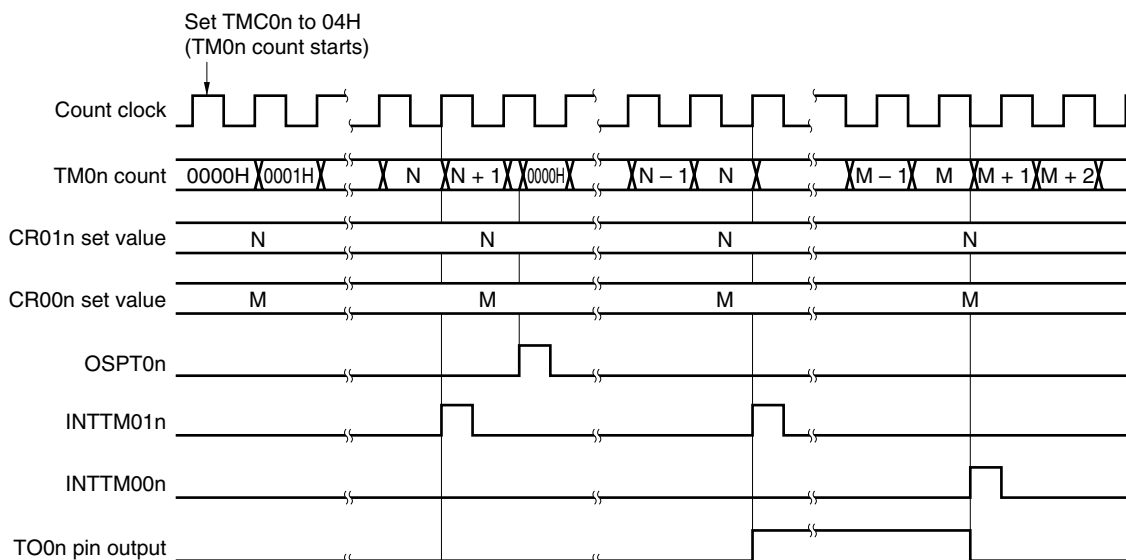 Set TMC0n to 04H
(TM0n count starts)
Count clock
TM0n count 0000H 0001H N N + 1 0000H N – 1 N M – 1 M M + 1 M + 2
CR01n set value N N N N
CR00n set value M M M M
OSPT0n
INTTM01n
INTTM00n
TO0n pin output